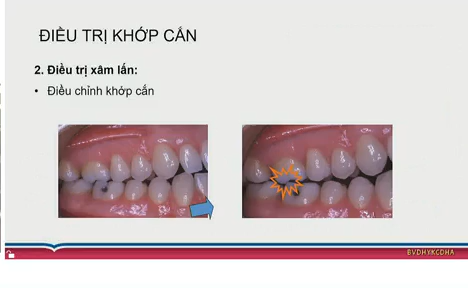 ĐIỀU TRỊ KHỚP CẮN
2. Điều trị xâm lấn:
• Điều chỉnh khớp cắn
BVDHYKCDHA